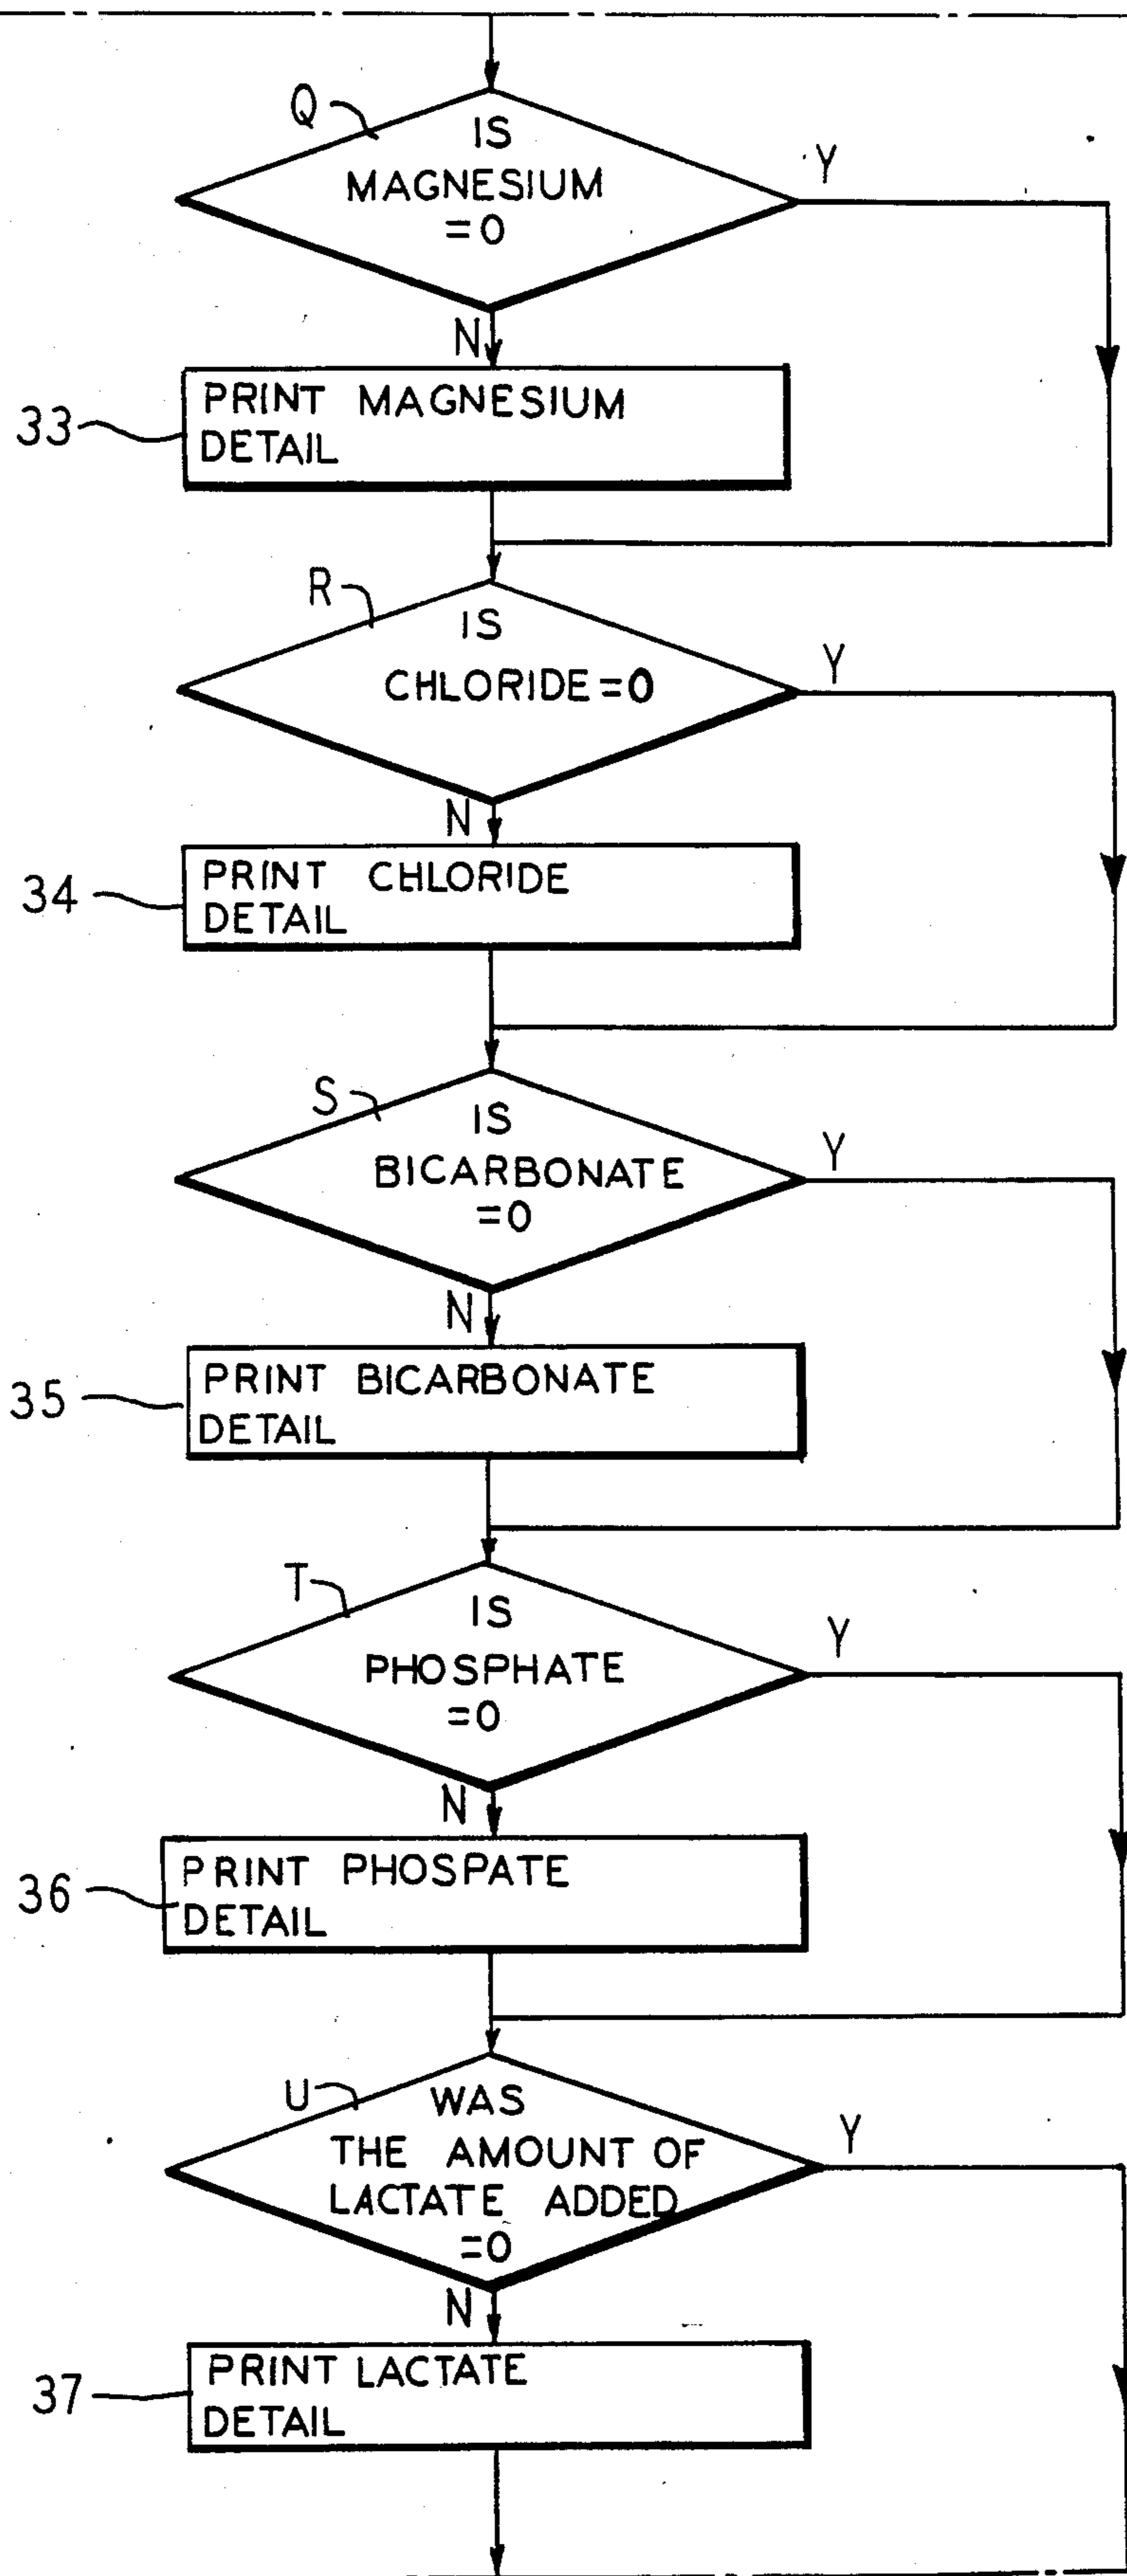 Q
IS
MAGNESIUM
=0
Y
N
33
PRINT MAGNESIUM
DETAIL
R
IS
CHLORIDE=0
Y
N
34
PRINT CHLORIDE
DETAIL
S
IS
BICARBONATE
=0
Y
N
35
PRINT BICARBONATE
DETAIL
T
IS
PHOSPHATE
=0
Y
N
36
PRINT PHOSPATE
DETAIL
U
WAS
THE AMOUNT OF
LACTATE ADDED
=0
Y
N
37
PRINT LACTATE
DETAIL